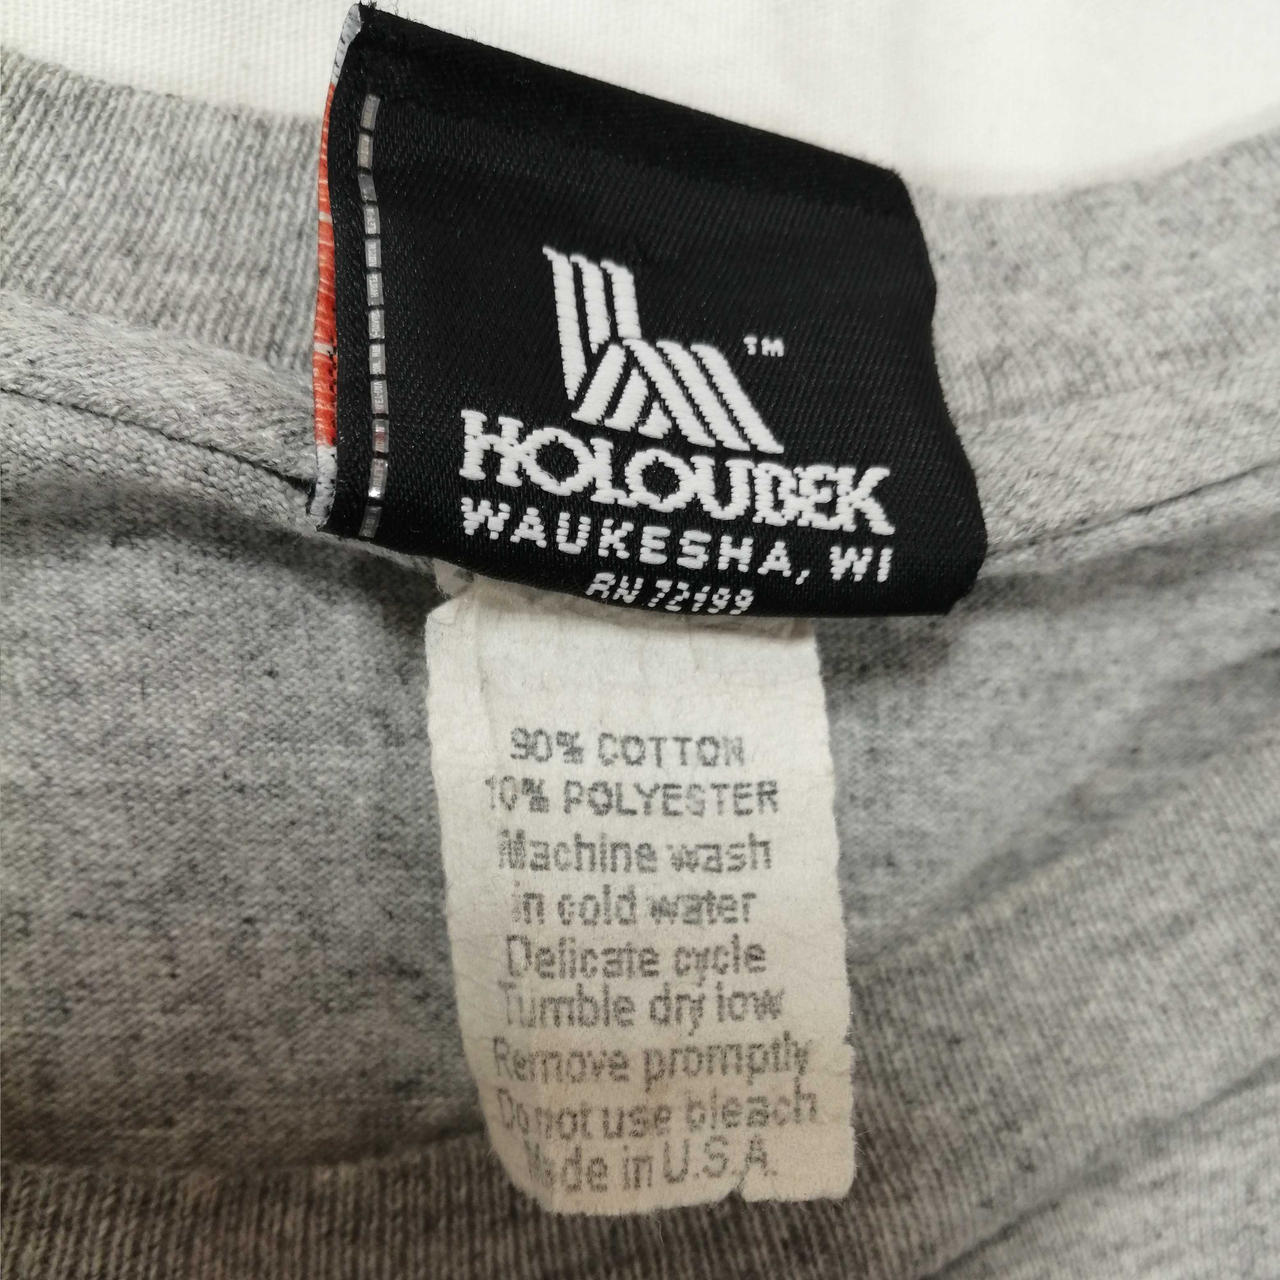 TM
HOLOUDEK
WAUKESHA, WI
RN 72199
90% COTTON
10% POLYESTER
Machine wash
in cold water
Delicate cycle
Tumble dry low
Remove promptly
Do not use bleach
Made in U.S.A.